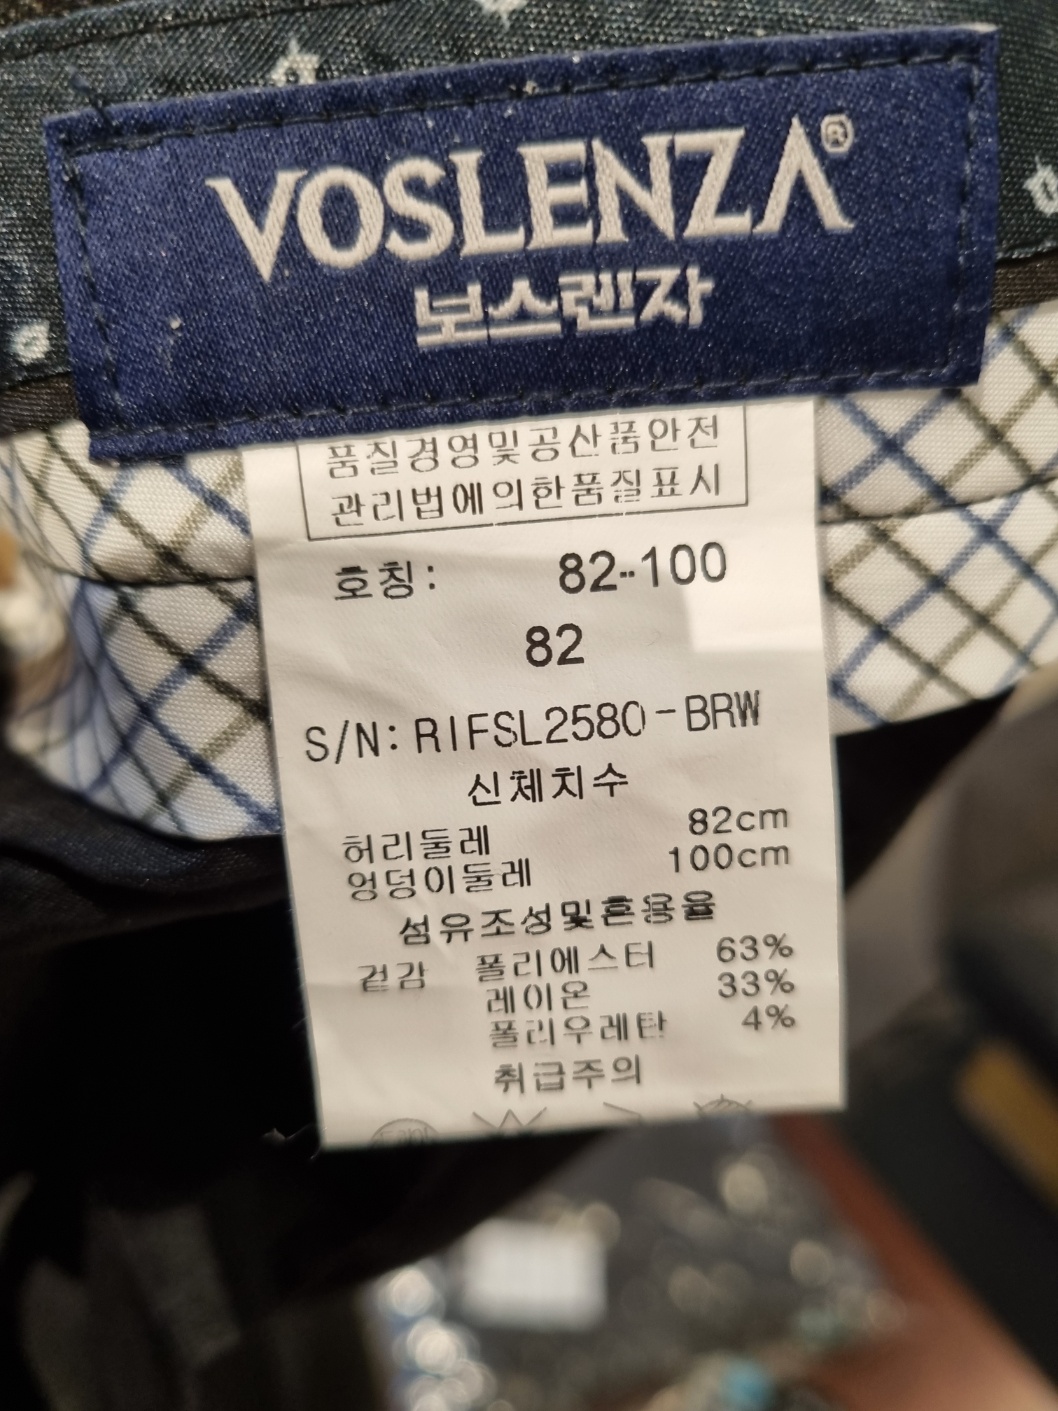 VOSLENZA®
보스렌자
품질경영및공산품안전
관리법에의한품질표시
호칭: 82-100
82
S/N: RIFSL2580-BRW
신체치수
허리둘레 82cm
엉덩이둘레 100cm
섬유조성및혼용율
겉감 폴리에스터 63%
레이온 33%
폴리우레탄 4%
취급주의